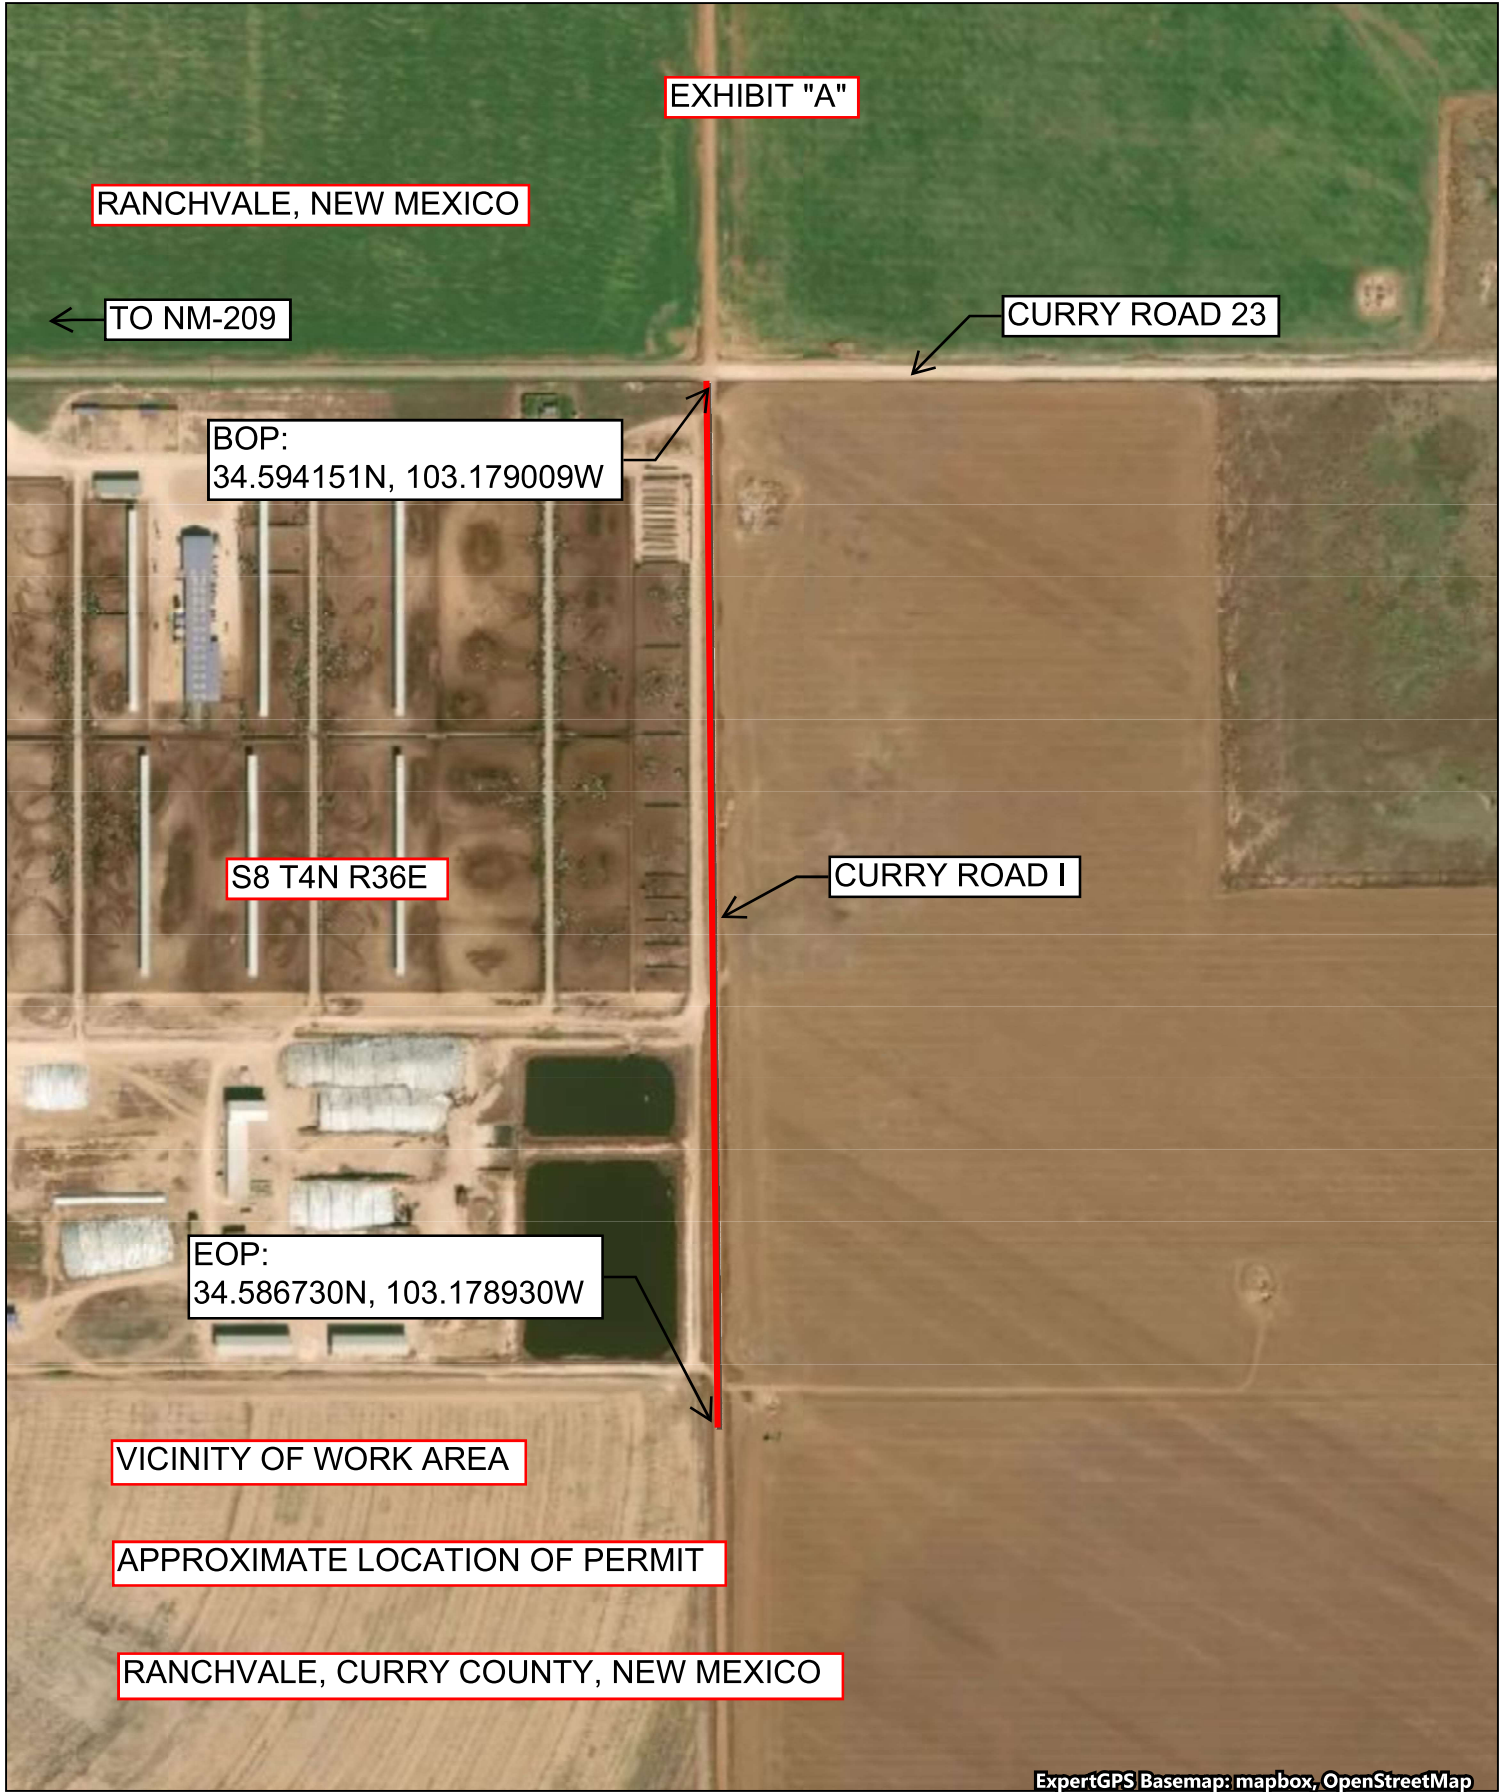 EXHIBIT "A"
RANCHVALE, NEW MEXICO
TO NM-209
CURRY ROAD 23
BOP:
34.594151N, 103.179009W
S8 T4N R36E
CURRY ROAD I
EOP:
34.586730N, 103.178930W
VICINITY OF WORK AREA
APPROXIMATE LOCATION OF PERMIT
RANCHVALE, CURRY COUNTY, NEW MEXICO
ExpertGPS Basemap: mapbox, OpenStreetMap